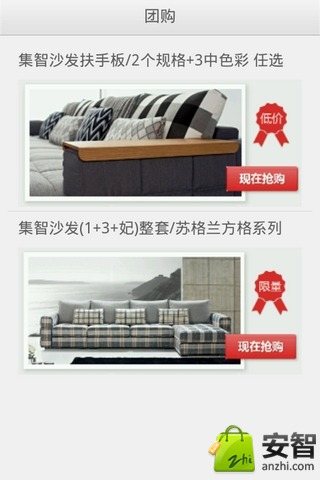 团购
集智沙发扶手板/2个规格+3中色彩 任选
低价
现在抢购
集智沙发(1+3+妃)整套/苏格兰方格系列
限量
现在抢购
zhi
安智
anzhi.com